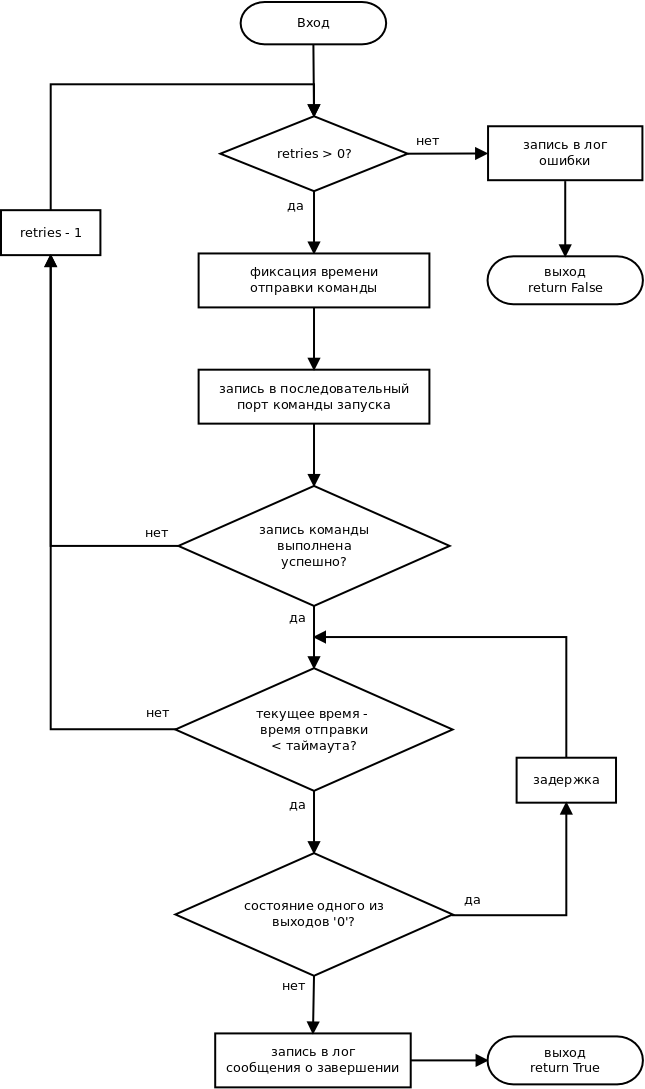 Вход
retries > 0?
нет
запись в лог
ошибки
да
retries - 1
фиксация времени
отправки команды
выход
return False
запись в последовательный
порт команды запуска
нет
запись команды
выполнена
успешно?
да
нет
текущее время -
время отправки
< таймаута?
задержка
да
состояние одного из
выходов '0'?
да
нет
запись в лог
сообщения о завершении
выход
return True